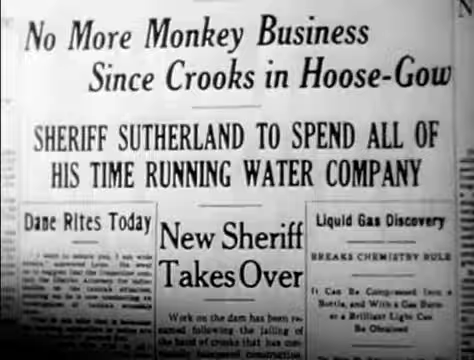 No More Monkey Business
Since Crooks in Hoose-Gow
SHERIFF SUTHERLAND TO SPEND ALL OF
HIS TIME RUNNING WATER COMPANY
Dane Rites Today
New Sheriff
Takes Over
Work on the dam has been re-
sumed following the jailing of
the band of crooks that has con-
Liquid Gas Discovery
BREAKS CHEMISTRY RULE
It Can Be Compressed Into a
Bottle, and With a Gas Burn-
er a Brilliant Light Can
Be Obtained